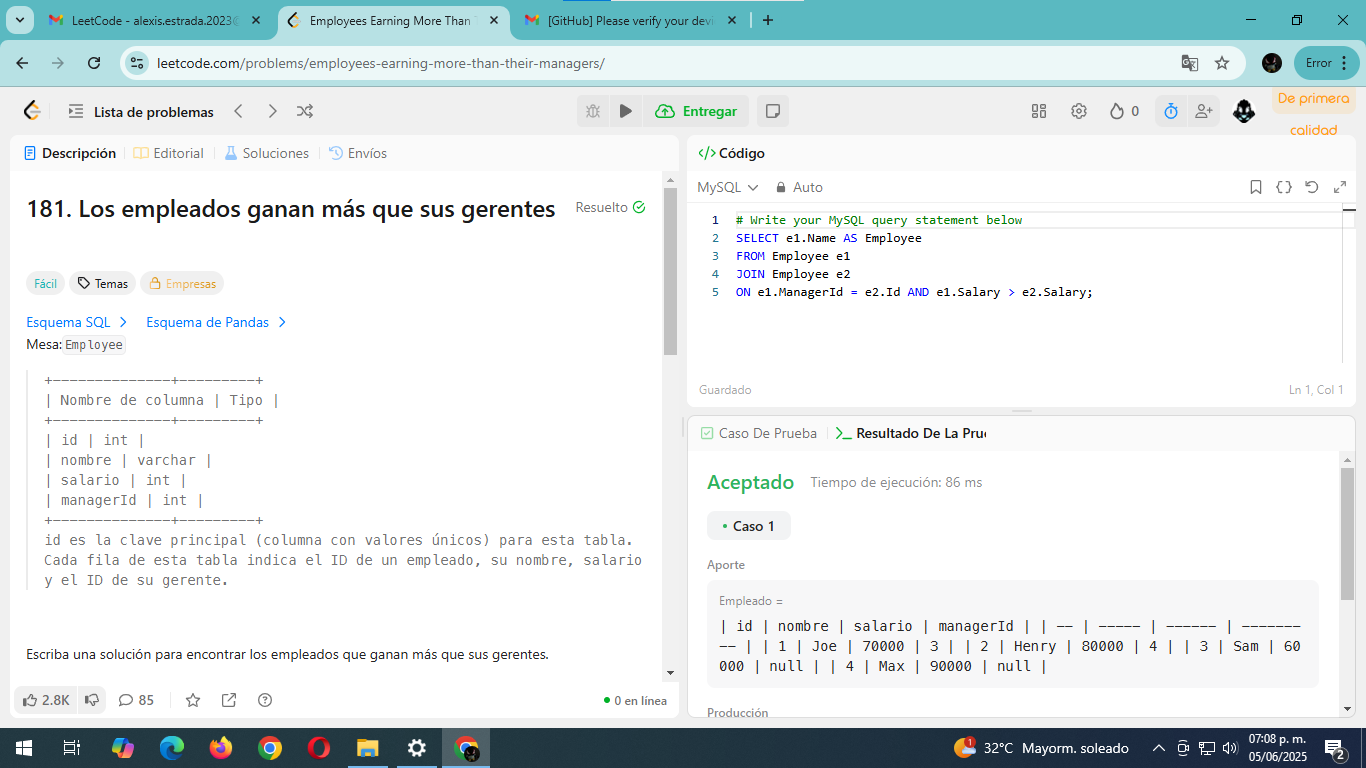 LeetCode - alexis.estrada.2023@
Employees Earning More Than T
[GitHub] Please verify your devi
leetcode.com/problems/employees-earning-more-than-their-managers/
Error
Lista de problemas
Entregar
0
De primera
calidad
Descripción
Editorial
Soluciones
Envíos
181. Los empleados ganan más que sus gerentes
Resuelto
Fácil
Temas
Empresas
Esquema SQL
Esquema de Pandas
Mesa: Employee
+--------------+---------+
| Nombre de columna | Tipo |
+--------------+---------+
| id | int |
| nombre | varchar |
| salario | int |
| managerId | int |
+--------------+---------+
id es la clave principal (columna con valores únicos) para esta tabla.
Cada fila de esta tabla indica el ID de un empleado, su nombre, salario
y el ID de su gerente.
Escriba una solución para encontrar los empleados que ganan más que sus gerentes.
2.8K
85
0 en línea
Código
MySQL
Auto
1 # Write your MySQL query statement below
2 SELECT e1.Name AS Employee
3 FROM Employee e1
4 JOIN Employee e2
5 ON e1.ManagerId = e2.Id AND e1.Salary > e2.Salary;
Guardado
Ln 1, Col 1
Caso De Prueba
Resultado De La Pru
Aceptado
Tiempo de ejecución: 86 ms
• Caso 1
Aporte
Empleado =
| id | nombre | salario | managerId | | -- | ----- | ------ | -------
-- | | 1 | Joe | 70000 | 3 | | 2 | Henry | 80000 | 4 | | 3 | Sam | 60
000 | null | | 4 | Max | 90000 | null |
Producción
1
32°C Mayorm. soleado
07:08 p. m.
05/06/2025
2